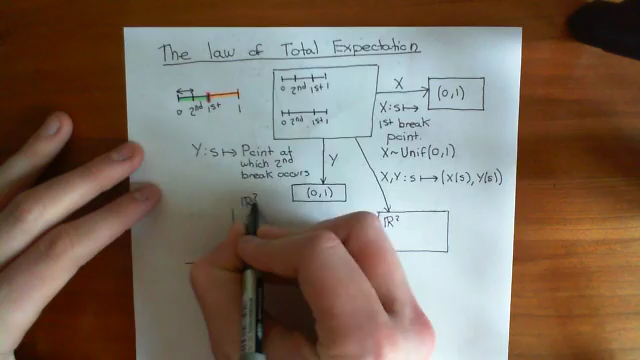 The law of Total Expectation
0 2nd 1st 1
0 2nd 1st 1
0 2nd 1st 1
X
(0,1)
X: s ↦
1st break
point.
X~Unif(0,1)
Y: s ↦ Point at
which 2nd
break occurs
Y
(0,1)
X,Y: s ↦ (X(s), Y(s))
ℝ²
ℝ²